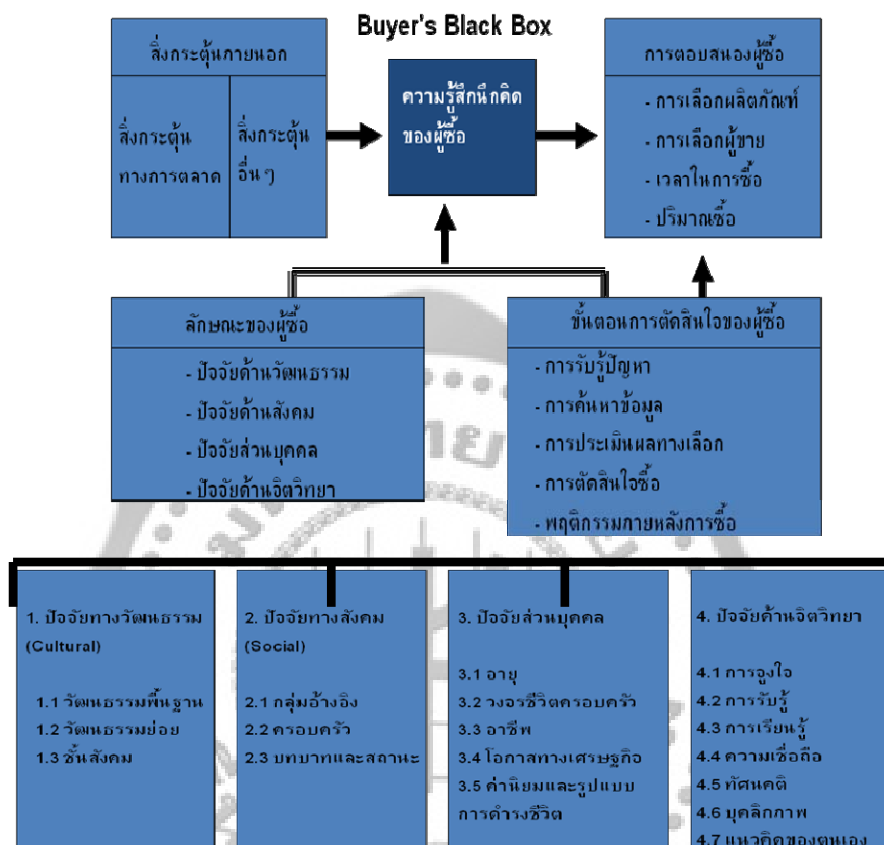 Buyer's Black Box
สิ่งกระตุ้นภายนอก
สิ่งกระตุ้น
ทางการตลาด
สิ่งกระตุ้น
อื่นๆ
ความรู้สึกนึกคิด
ของผู้ซื้อ
การตอบสนองผู้ซื้อ
- การเลือกผลิตภัณฑ์
- การเลือกผู้ขาย
- เวลาในการซื้อ
- ปริมาณซื้อ
ลักษณะของผู้ซื้อ
- ปัจจัยด้านวัฒนธรรม
- ปัจจัยด้านสังคม
- ปัจจัยส่วนบุคคล
- ปัจจัยด้านจิตวิทยา
ขั้นตอนการตัดสินใจของผู้ซื้อ
- การรับรู้ปัญหา
- การค้นหาข้อมูล
- การประเมินผลทางเลือก
- การตัดสินใจซื้อ
- พฤติกรรมภายหลังการซื้อ
1. ปัจจัยทางวัฒนธรรม
(Cultural)
1.1 วัฒนธรรมพื้นฐาน
1.2 วัฒนธรรมย่อย
1.3 ชั้นสังคม
2. ปัจจัยทางสังคม
(Social)
2.1 กลุ่มอ้างอิง
2.2 ครอบครัว
2.3 บทบาทและสถานะ
3. ปัจจัยส่วนบุคคล
3.1 อายุ
3.2 วงจรชีวิตครอบครัว
3.3 อาชีพ
3.4 โอกาสทางเศรษฐกิจ
3.5 ค่านิยมและรูปแบบ
การดำรงชีวิต
4. ปัจจัยด้านจิตวิทยา
4.1 การจูงใจ
4.2 การรับรู้
4.3 การเรียนรู้
4.4 ความเชื่อถือ
4.5 ทัศนคติ
4.6 บุคลิกภาพ
4.7 แนวคิดของตนเอง